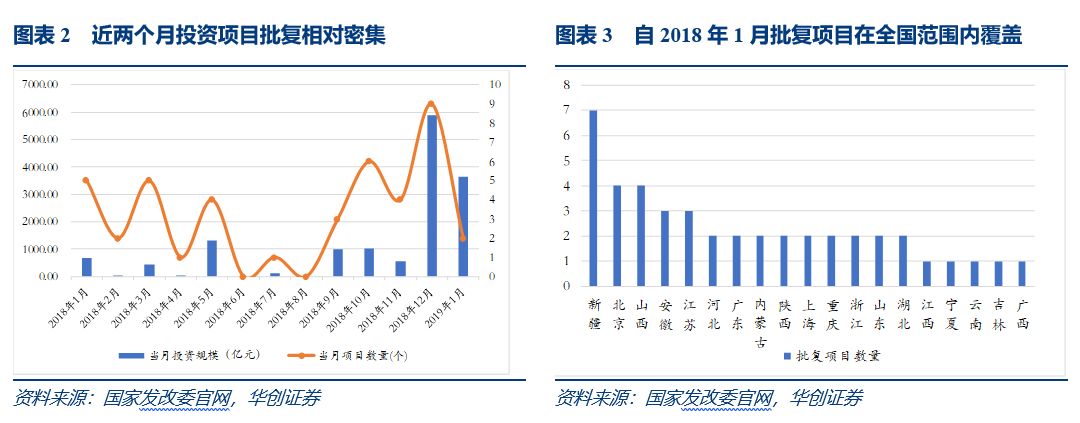 图表 2 近两个月投资项目批复相对密集
7000.00
6000.00
5000.00
4000.00
3000.00
2000.00
1000.00
0.00
10
9
8
7
6
5
4
3
2
1
0
2018年1月
2018年2月
2018年3月
2018年4月
2018年5月
2018年6月
2018年7月
2018年8月
2018年9月
2018年10月
2018年11月
2018年12月
2019年1月
当月投资规模（亿元） 当月项目数量(个)
资料来源：国家发改委官网，华创证券
图表 3 自 2018 年 1 月批复项目在全国范围内覆盖
8
7
6
5
4
3
2
1
0
新疆
北京
山西
安徽
江苏
河北
广东
内蒙古
陕西
上海
重庆
浙江
山东
湖北
江西
宁夏
云南
吉林
广西
批复项目数量
资料来源：国家发改委官网，华创证券